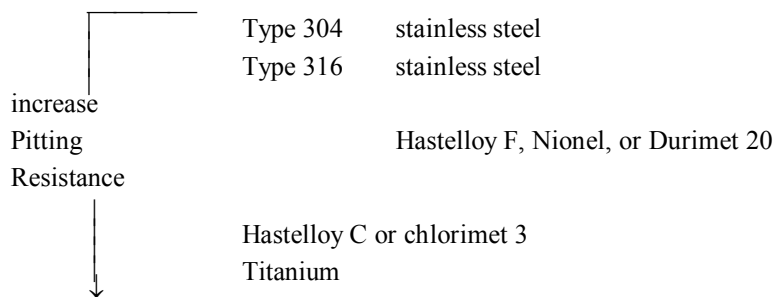 Type 304 stainless steel
Type 316 stainless steel
increase
Pitting Hastelloy F, Nionel, or Durimet 20
Resistance
Hastelloy C or chlorimet 3
Titanium